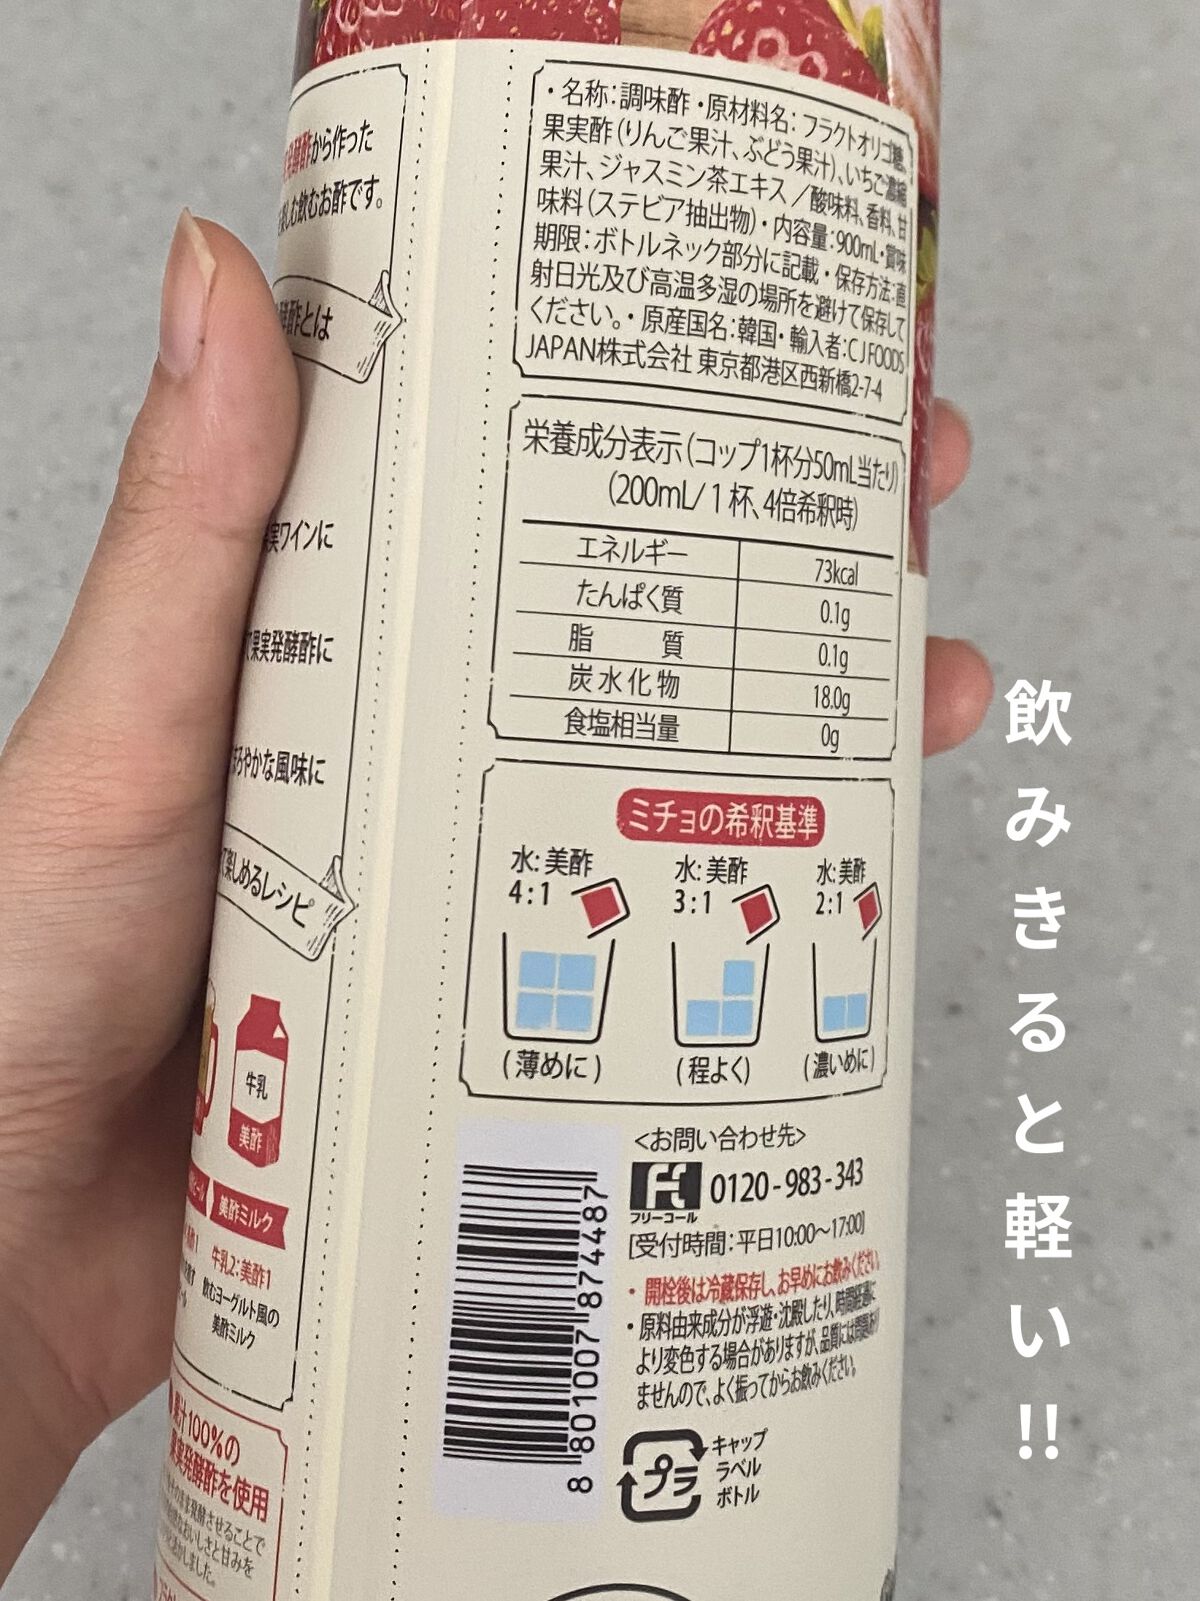 ・名称：調味酢・原材料名：フラクトオリゴ糖、
果実酢（りんご果汁、ぶどう果汁）、いちご濃縮
果汁、ジャスミン茶エキス／酸味料、香料、甘
味料（ステビア抽出物）・内容量：900mL・賞味
期限：ボトルネック部分に記載・保存方法：直
射日光及び高温多湿の場所を避けて保存して
ください。・原産国名：韓国・輸入者：CJ FOODS
JAPAN株式会社 東京都港区西新橋2-7-4
栄養成分表示（コップ1杯分50mL当たり）
（200mL/１杯、4倍希釈時）
エネルギー 73kcal
たんぱく質 0.1g
脂質 0.1g
炭水化物 18.0g
食塩相当量 0g
ミチョの希釈基準
水：美酢 水：美酢 水：美酢
4：1 3：1 2：1
（薄めに） （程よく） （濃いめに）
<お問い合わせ先>
0120-983-343
フリーコール
[受付時間：平日10:00〜17:00]
・開栓後は冷蔵保存し、お早めにお飲みください。
・原料由来成分が浮遊・沈殿したり、時間経過に
より変色する場合がありますが、品質には問題あり
ませんので、よく振ってからお飲みください。
8 801007 874487
プラ
キャップ
ラベル
ボトル
から作った
飲むお酢です。
酵酢とは
実ワインに
果実発酵酢に
やかな風味に
楽しめるレシピ
牛乳
美酢
美酢ミルク
牛乳2：美酢1
飲むヨーグルト風の
美酢ミルク
果汁100%の
果実発酵酢を使用
発酵させることで
おいしさと甘みを
しました。
飲みきると軽い!!